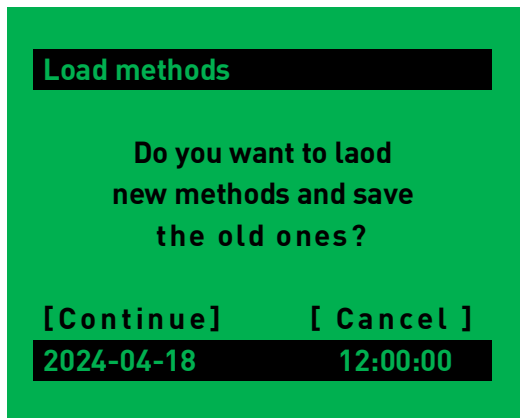 Load methods
Do you want to laod
new methods and save
the old ones?
[Continue] [ Cancel ]
2024-04-18 12:00:00